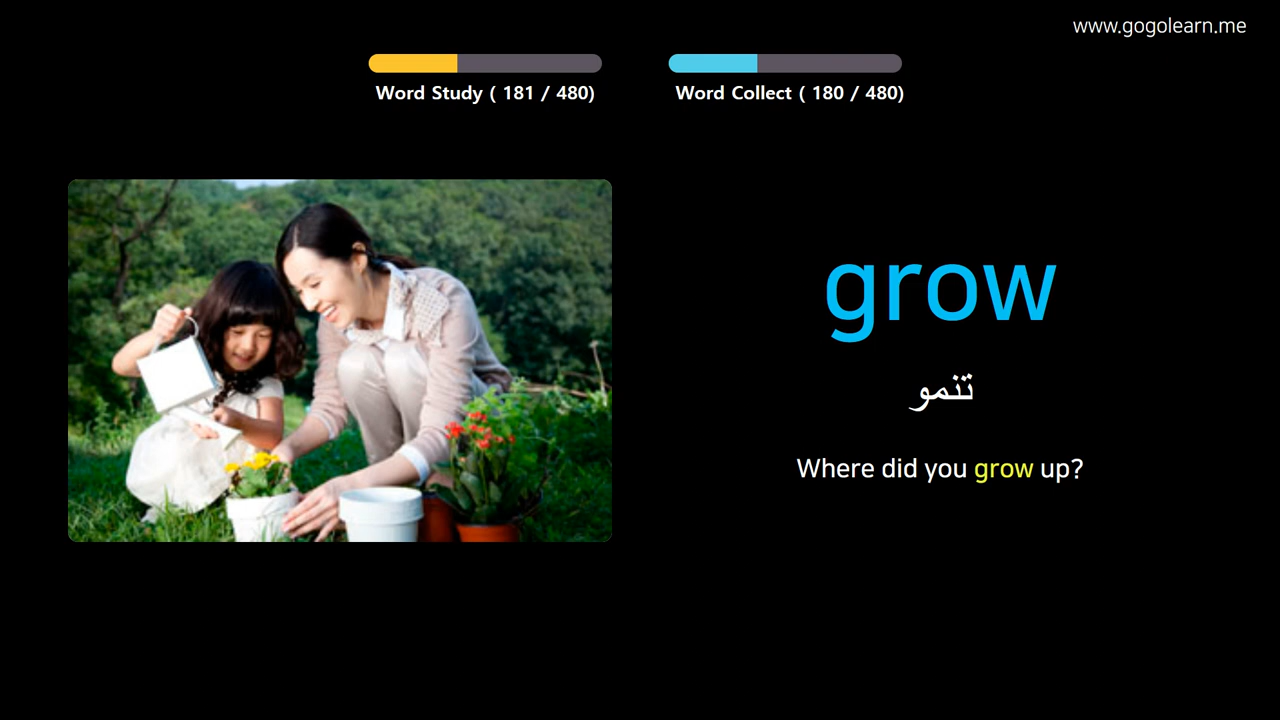 www.gogolearn.me
Word Study ( 181 / 480)
Word Collect ( 180 / 480)
grow
تنمو
Where did you grow up?